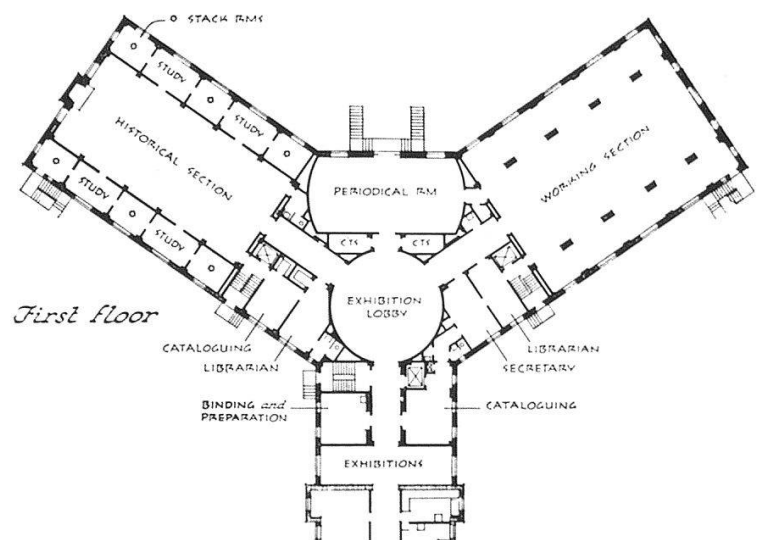 ○ STACK RMS
STUDY
STUDY
HISTORICAL SECTION
STUDY
STUDY
PERIODICAL RM
CTS
CTS
WORKING SECTION
EXHIBITION
LOBBY
First floor
CATALOGUING
LIBRARIAN
LIBRARIAN
SECRETARY
BINDING and
PREPARATION
CATALOGUING
EXHIBITIONS